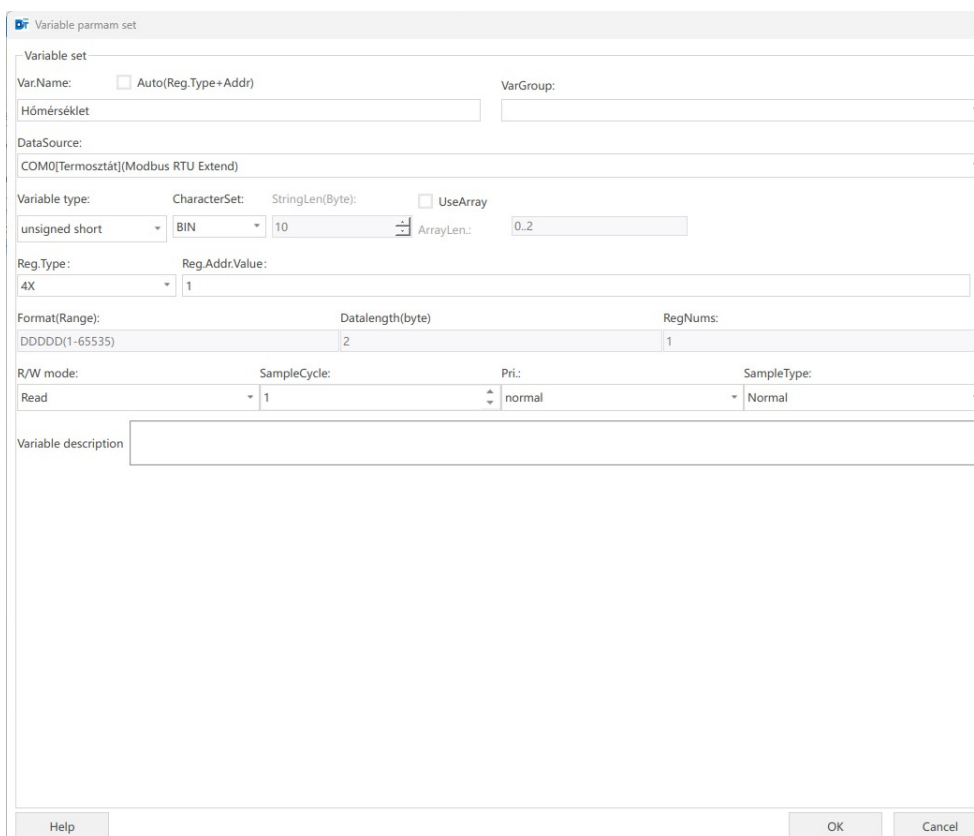 DT Variable parmam set
Variable set
Var.Name: Auto(Reg.Type+Addr) VarGroup:
Hőmérséklet
DataSource:
COM0[Termosztát](Modbus RTU Extend)
Variable type: CharacterSet: StringLen(Byte): UseArray
unsigned short BIN 10 ArrayLen.: 0..2
Reg.Type: Reg.Addr.Value:
4X 1
Format(Range): Datalength(byte) RegNums:
DDDDD(1-65535) 2 1
R/W mode: SampleCycle: Pri.: SampleType:
Read 1 normal Normal
Variable description
Help OK Cancel